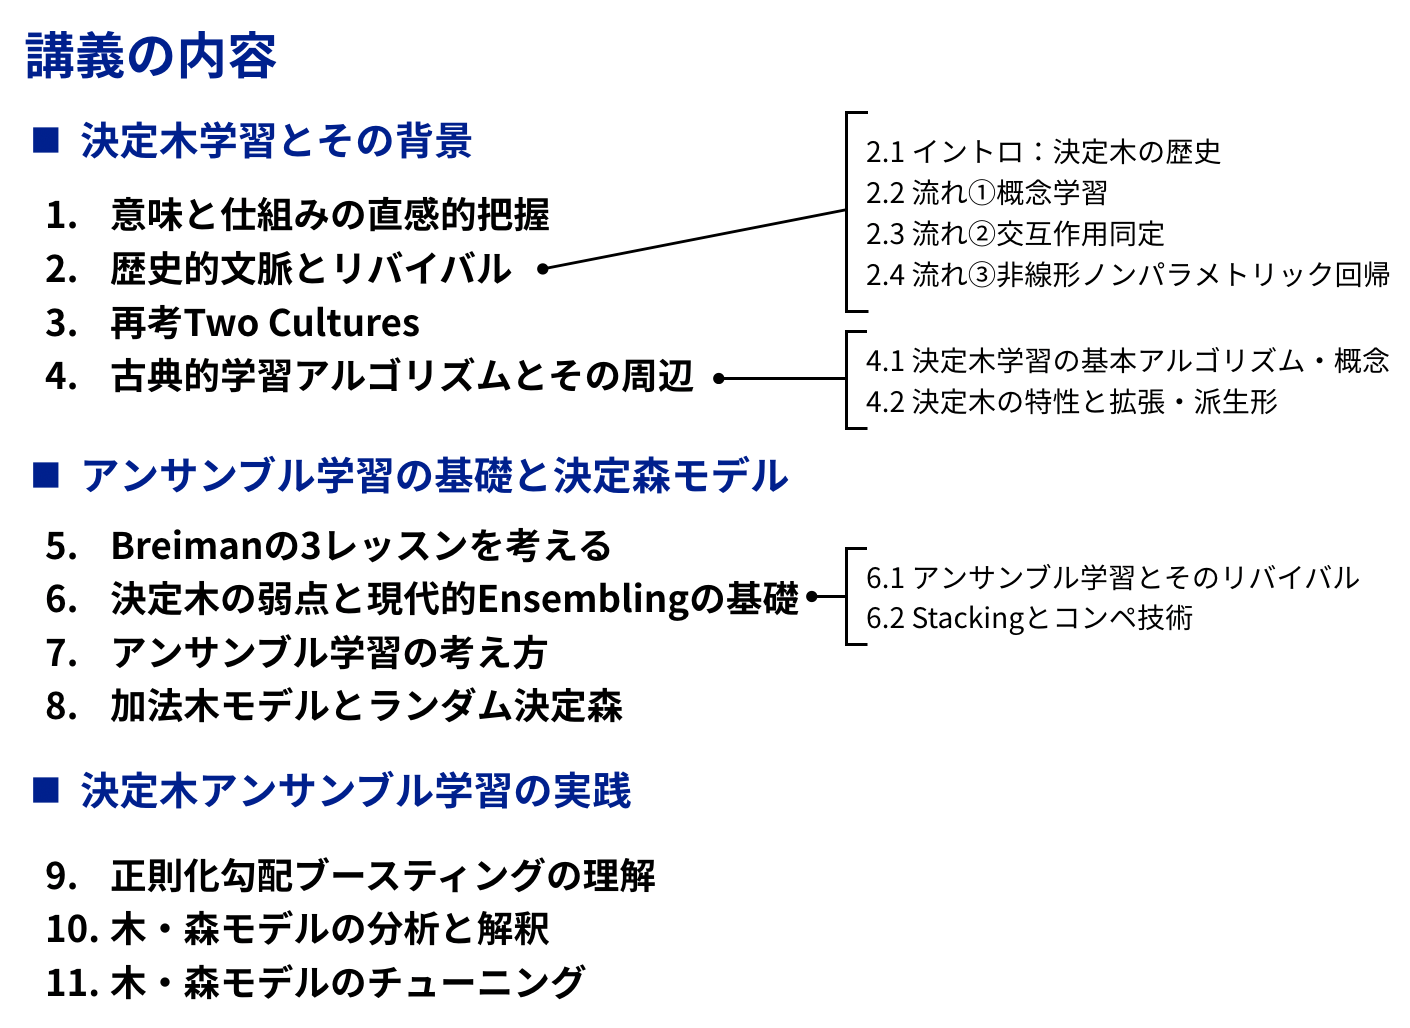 講義の内容
■ 決定木学習とその背景
1. 意味と仕組みの直感的把握
2. 歴史的文脈とリバイバル
2.1 イントロ：決定木の歴史
2.2 流れ①概念学習
2.3 流れ②交互作用同定
2.4 流れ③非線形ノンパラメトリック回帰
3. 再考Two Cultures
4. 古典的学習アルゴリズムとその周辺
4.1 決定木学習の基本アルゴリズム・概念
4.2 決定木の特性と拡張・派生形
■ アンサンブル学習の基礎と決定森モデル
5. Breimanの3レッスンを考える
6. 決定木の弱点と現代的Ensemblingの基礎
6.1 アンサンブル学習とそのリバイバル
6.2 Stackingとコンペ技術
7. アンサンブル学習の考え方
8. 加法木モデルとランダム決定森
■ 決定木アンサンブル学習の実践
9. 正則化勾配ブースティングの理解
10. 木・森モデルの分析と解釈
11. 木・森モデルのチューニング